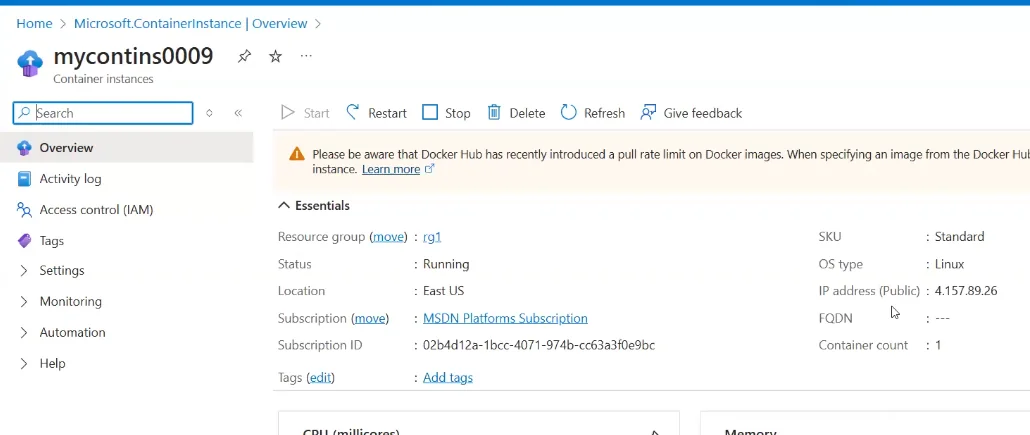 Home > Microsoft.ContainerInstance | Overview >
mycontins0009
Container instances
Search
Start Restart Stop Delete Refresh Give feedback
Overview
Activity log
Access control (IAM)
Tags
Settings
Monitoring
Automation
Help
Please be aware that Docker Hub has recently introduced a pull rate limit on Docker images. When specifying an image from the Docker Hub
instance. Learn more
Essentials
Resource group (move) : rg1
Status : Running
Location : East US
Subscription (move) : MSDN Platforms Subscription
Subscription ID : 02b4d12a-1bcc-4071-974b-cc63a3f0e9bc
Tags (edit) : Add tags
SKU : Standard
OS type : Linux
IP address (Public) : 4.157.89.26
FQDN : ---
Container count : 1
CPU (millicores)
Memory